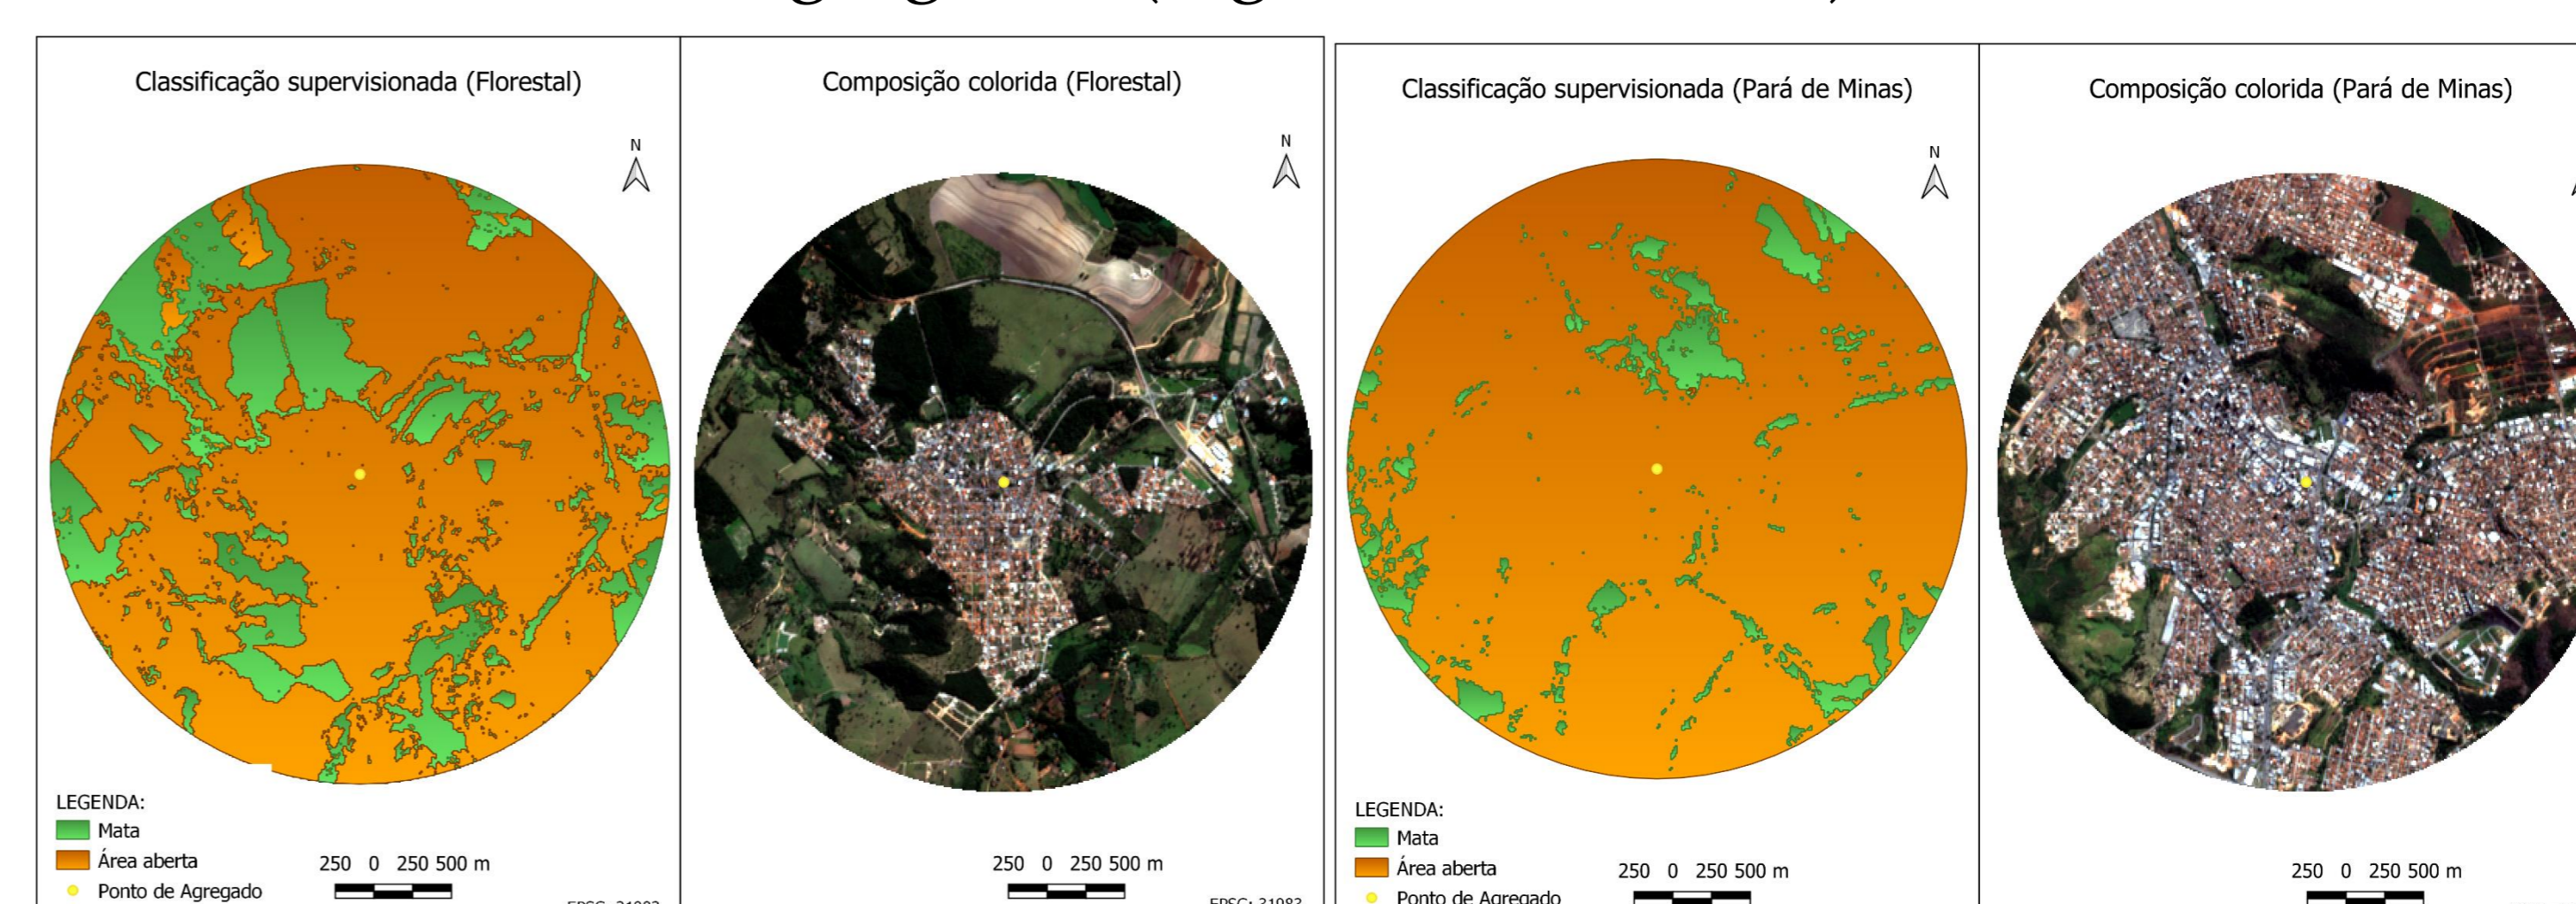 Classificação supervisionada (Florestal)
N
LEGENDA:
Mata
Área aberta
Ponto de Agregado
250 0 250 500 m
Composição colorida (Florestal)
N
250 0 250 500 m
EPSG: 31983
Classificação supervisionada (Pará de Minas)
N
LEGENDA:
Mata
Área aberta
Ponto de Agregado
250 0 250 500 m
Composição colorida (Pará de Minas)
250 0 250 500 m